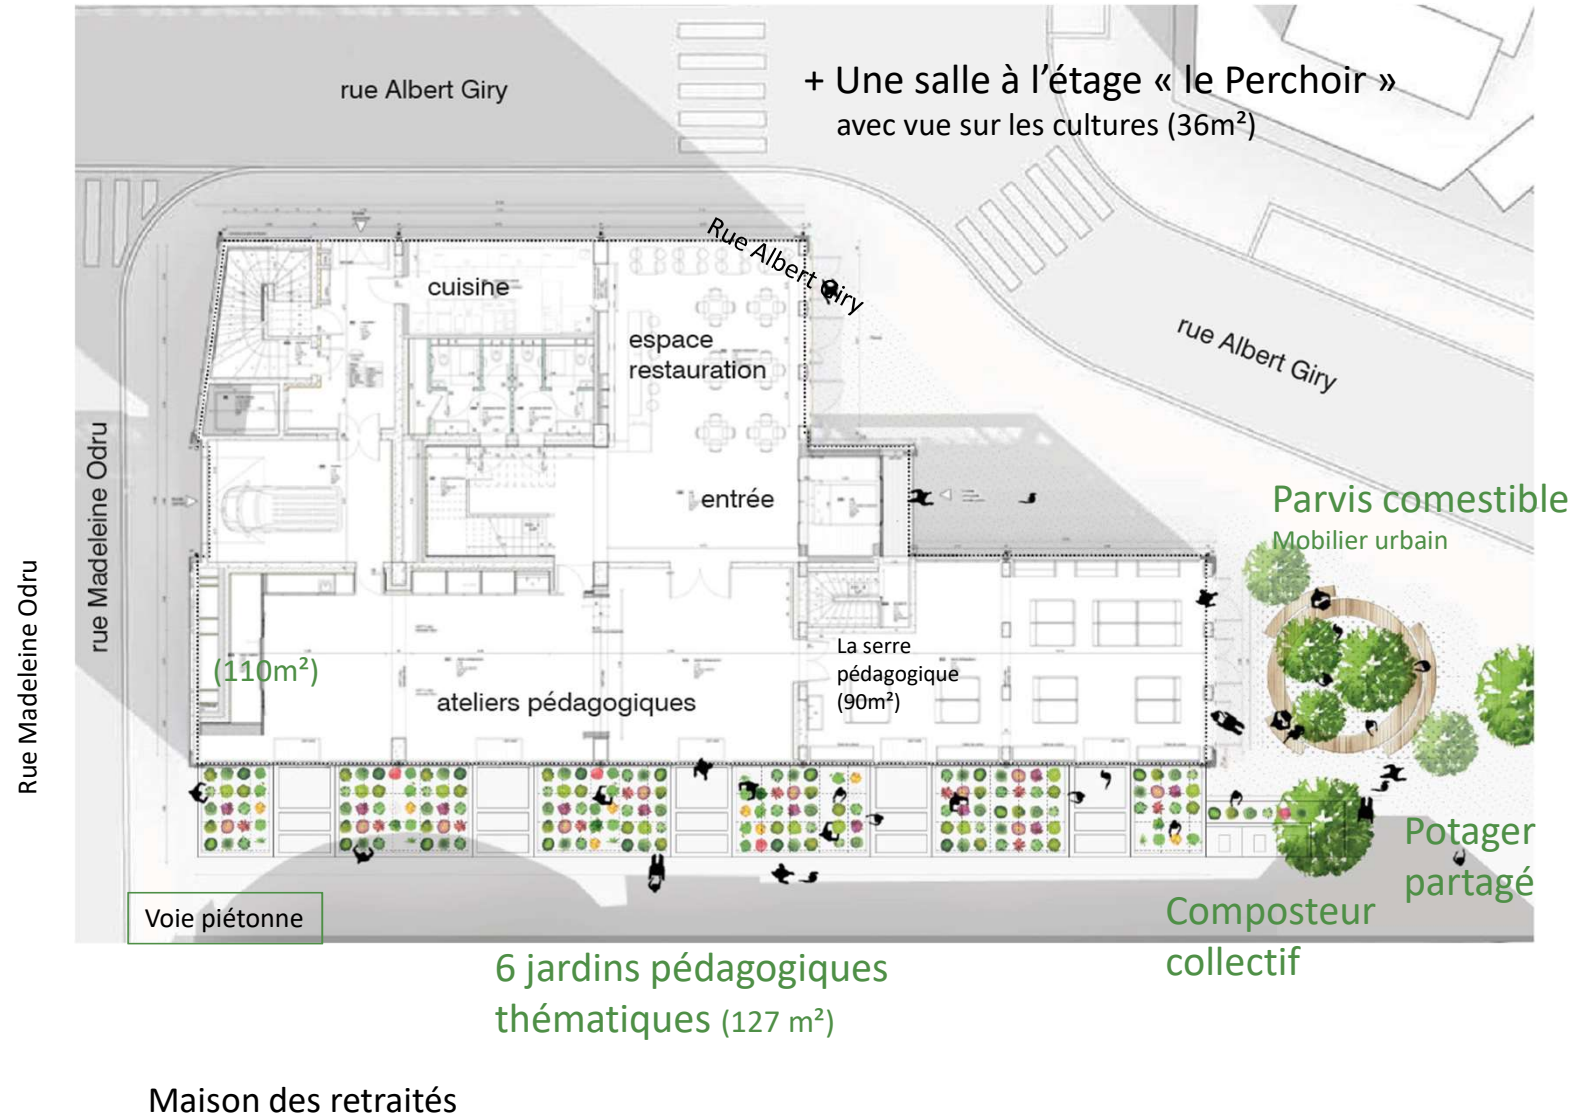 rue Albert Giry
+ Une salle à l’étage « le Perchoir »
avec vue sur les cultures (36m²)
Rue Albert Giry
cuisine
espace
restauration
rue Albert Giry
rue Madeleine Odru
Rue Madeleine Odru
entrée
Parvis comestible
Mobilier urbain
(110m²)
ateliers pédagogiques
La serre
pédagogique
(90m²)
Potager
partagé
Voie piétonne
Composteur
collectif
6 jardins pédagogiques
thématiques (127 m²)
Maison des retraités